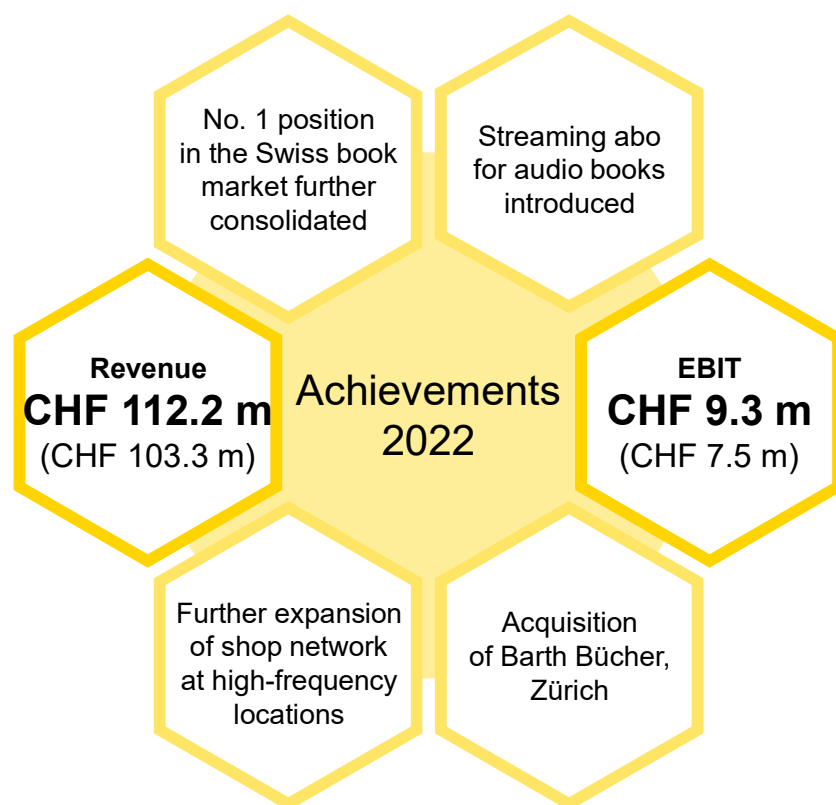 No. 1 position
in the Swiss book
market further
consolidated
Streaming abo
for audio books
introduced
Revenue
CHF 112.2 m
(CHF 103.3 m)
Achievements
2022
EBIT
CHF 9.3 m
(CHF 7.5 m)
Further expansion
of shop network
at high-frequency
locations
Acquisition
of Barth Bücher,
Zürich